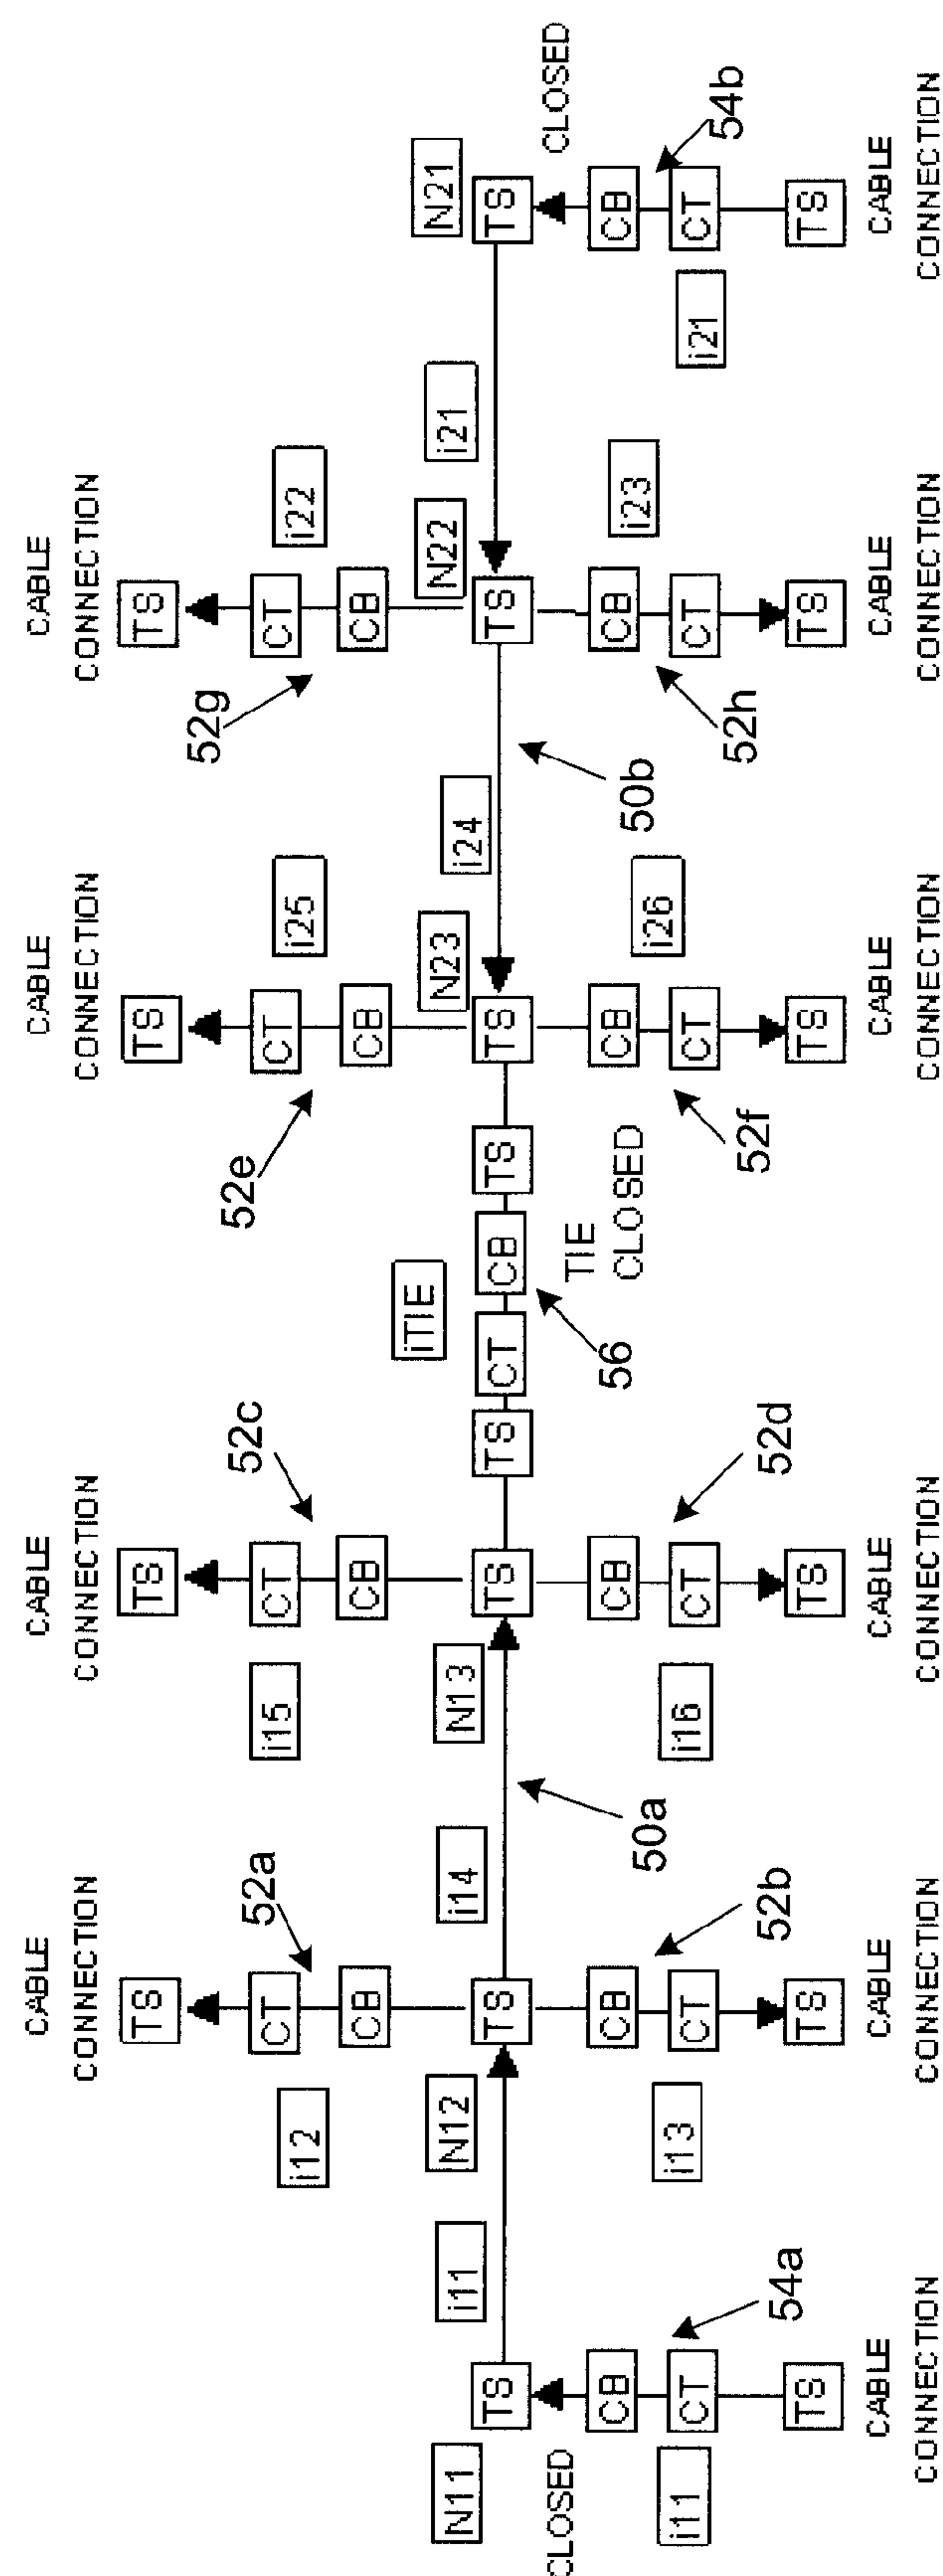 CABLE CABLE CABLE CABLE
CONNECTION CONNECTION CONNECTION CONNECTION
TS TS TS TS
52a 52c 52e 52g
i12 CT i15 CT CT i25 CT i22
CB CB CB CB
iTIE
N11 i11 N12 i14 N13 N23 i24 N22 i21 N21
TS TS TS TS CT CB TS TS TS TS
CLOSED TIE CLOSED
CLOSED
CB CB CB 56 CB CB CB
50a i26 50b i23
i11 CT i13 CT i16 CT CT CT i21 CT
54a 52b 52d 52f 52h 54b
TS TS TS TS TS TS
CABLE CABLE CABLE CABLE CABLE CABLE
CONNECTION CONNECTION CONNECTION CONNECTION CONNECTION CONNECTION